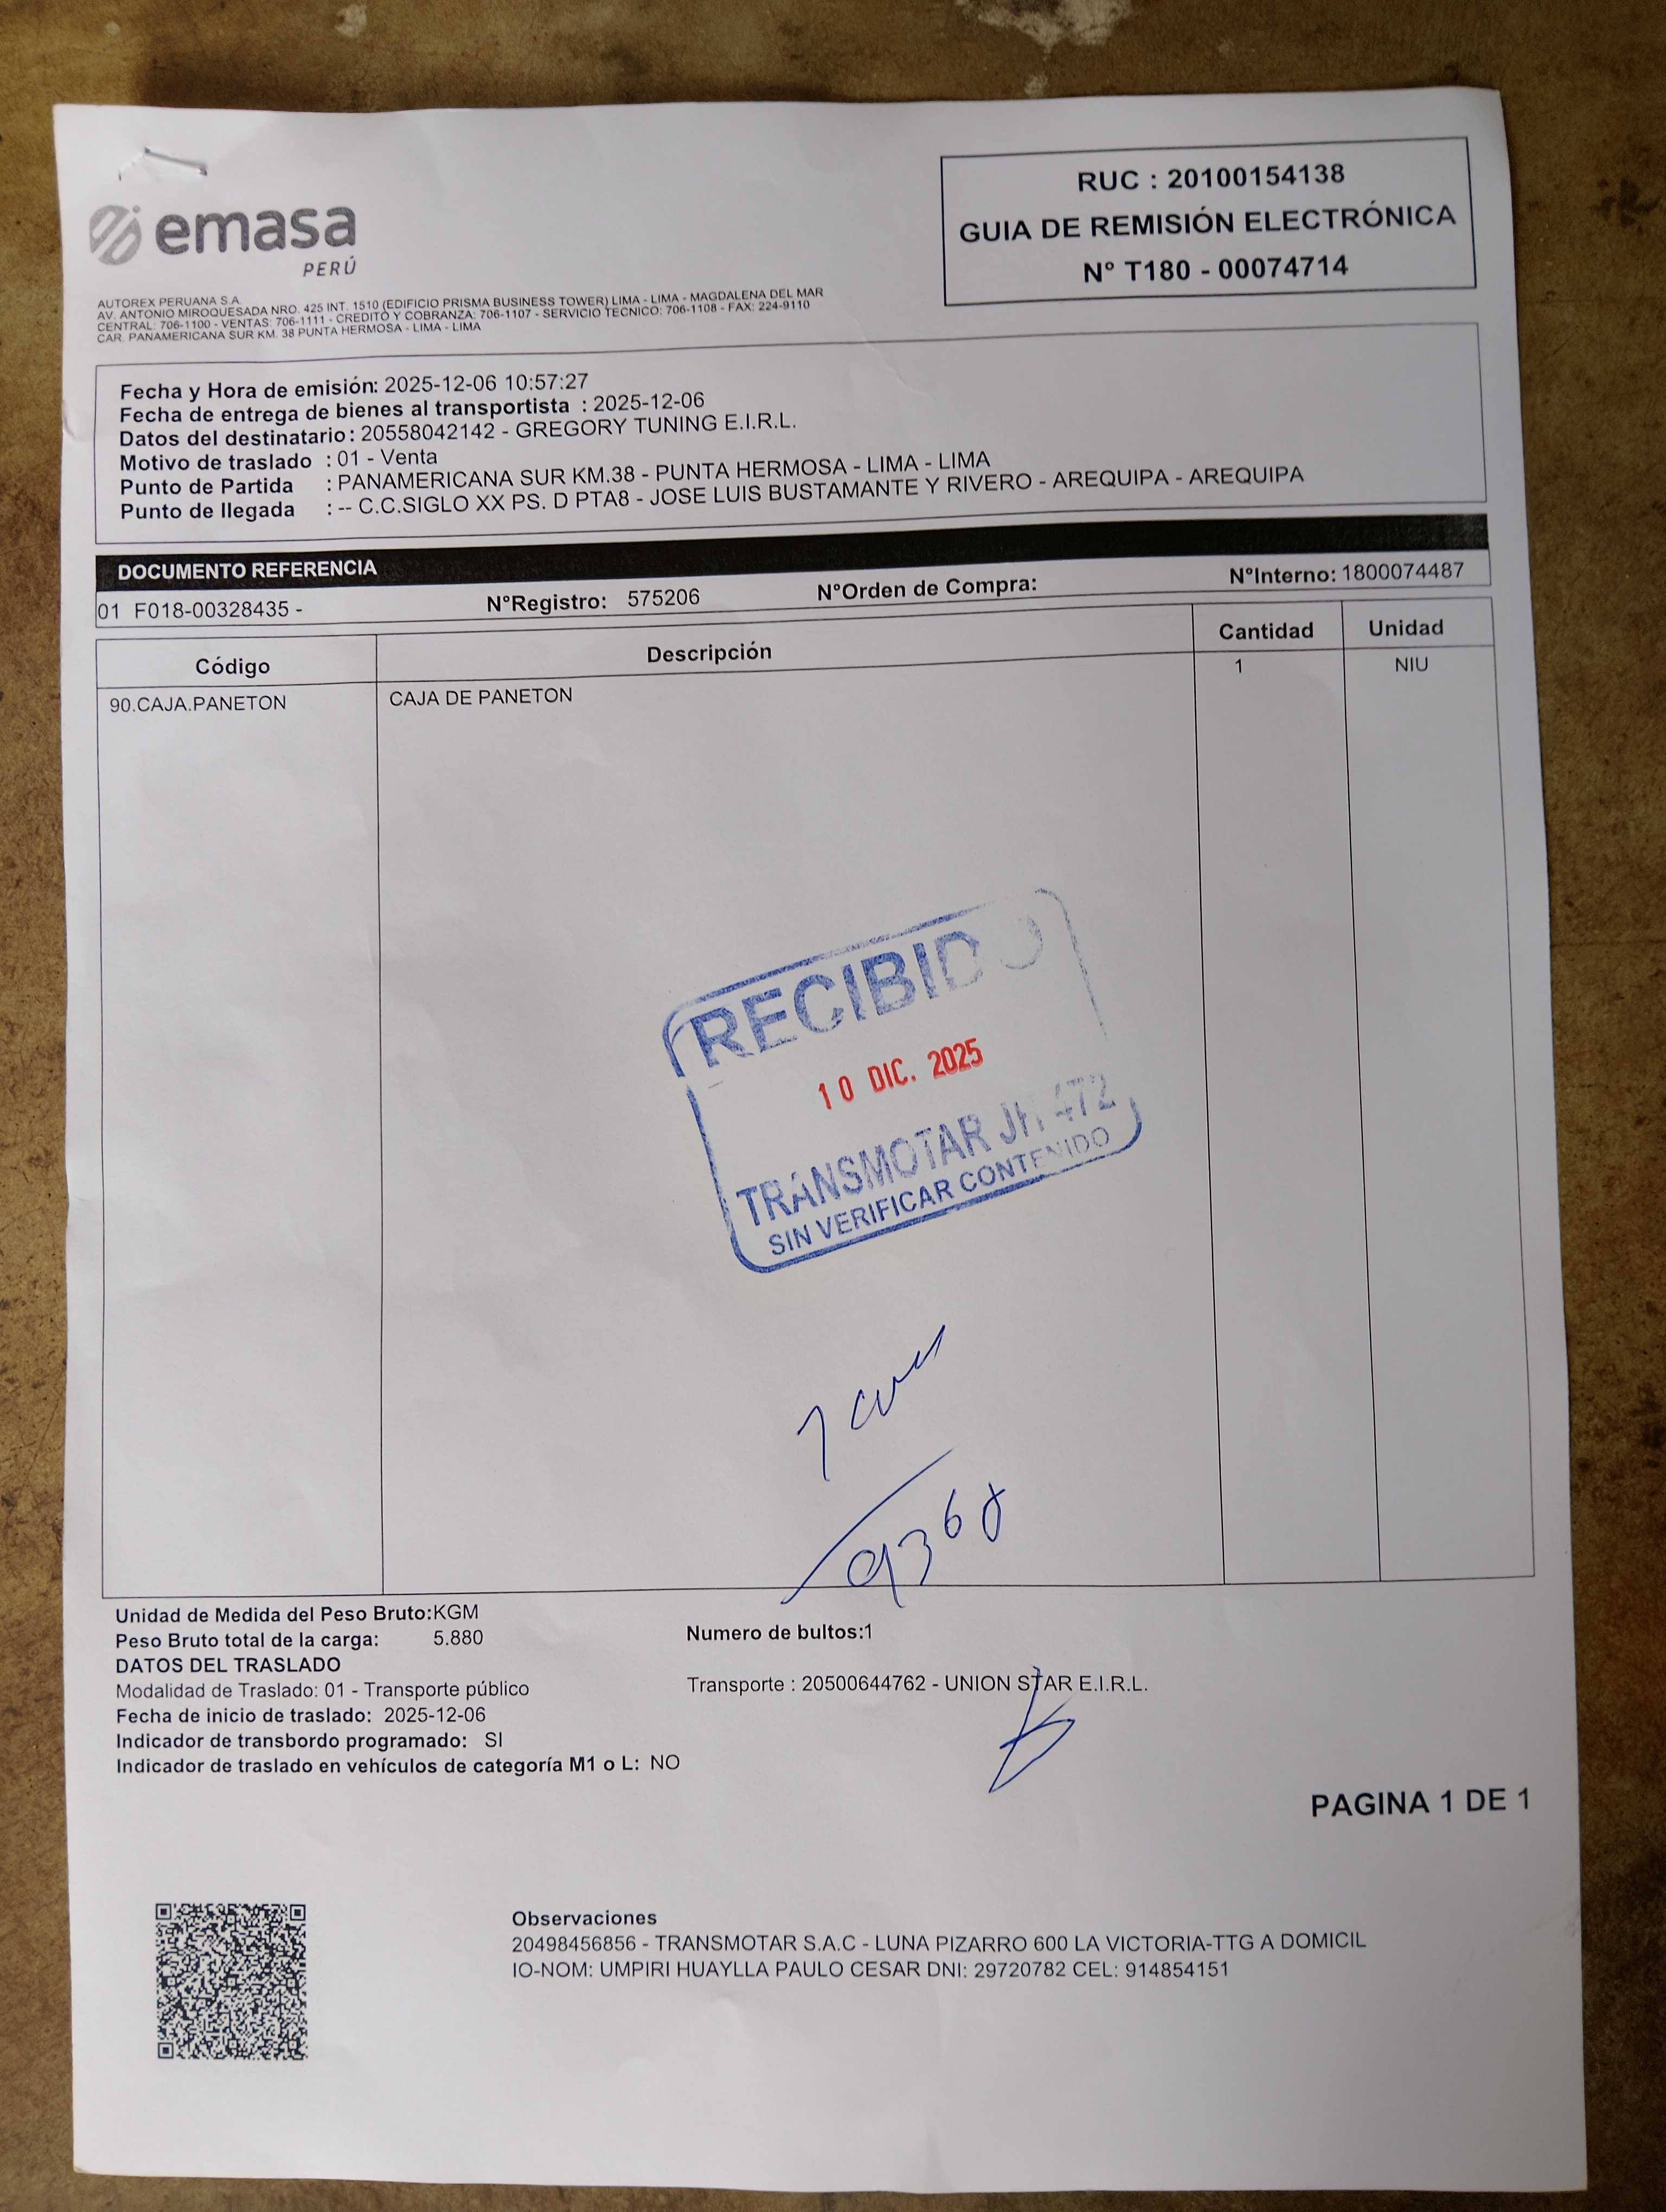 emasa
PERÚ
RUC : 20100154138
GUIA DE REMISIÓN ELECTRÓNICA
N° T180 - 00074714
AUTOREX PERUANA S.A.
AV. ANTONIO MIROQUESADA NRO. 425 INT. 1510 (EDIFICIO PRISMA BUSINESS TOWER) LIMA - LIMA - MAGDALENA DEL MAR
CENTRAL: 706-1100 - VENTAS: 706-1111 - CREDITO Y COBRANZA: 706-1107 - SERVICIO TECNICO: 706-1108 - FAX: 224-9110
CAR. PANAMERICANA SUR KM. 38 PUNTA HERMOSA - LIMA - LIMA
Fecha y Hora de emisión: 2025-12-06 10:57:27
Fecha de entrega de bienes al transportista : 2025-12-06
Datos del destinatario: 20558042142 - GREGORY TUNING E.I.R.L.
Motivo de traslado : 01 - Venta
Punto de Partida : PANAMERICANA SUR KM.38 - PUNTA HERMOSA - LIMA - LIMA
Punto de llegada : -- C.C.SIGLO XX PS. D PTA8 - JOSE LUIS BUSTAMANTE Y RIVERO - AREQUIPA - AREQUIPA
DOCUMENTO REFERENCIA
01 F018-00328435 - N°Registro: 575206 N°Orden de Compra: N°Interno: 1800074487
Código Descripción Cantidad Unidad
90.CAJA.PANETON CAJA DE PANETON 1 NIU
RECIBIDO
10 DIC. 2025
TRANSMOTAR 472
SIN VERIFICAR CONTENIDO
Unidad de Medida del Peso Bruto:KGM
Peso Bruto total de la carga: 5.880 Numero de bultos:1
DATOS DEL TRASLADO
Modalidad de Traslado: 01 - Transporte público Transporte : 20500644762 - UNION STAR E.I.R.L.
Fecha de inicio de traslado: 2025-12-06
Indicador de transbordo programado: SI
Indicador de traslado en vehículos de categoría M1 o L: NO
PAGINA 1 DE 1
Observaciones
20498456856 - TRANSMOTAR S.A.C - LUNA PIZARRO 600 LA VICTORIA-TTG A DOMICIL
IO-NOM: UMPIRI HUAYLLA PAULO CESAR DNI: 29720782 CEL: 914854151